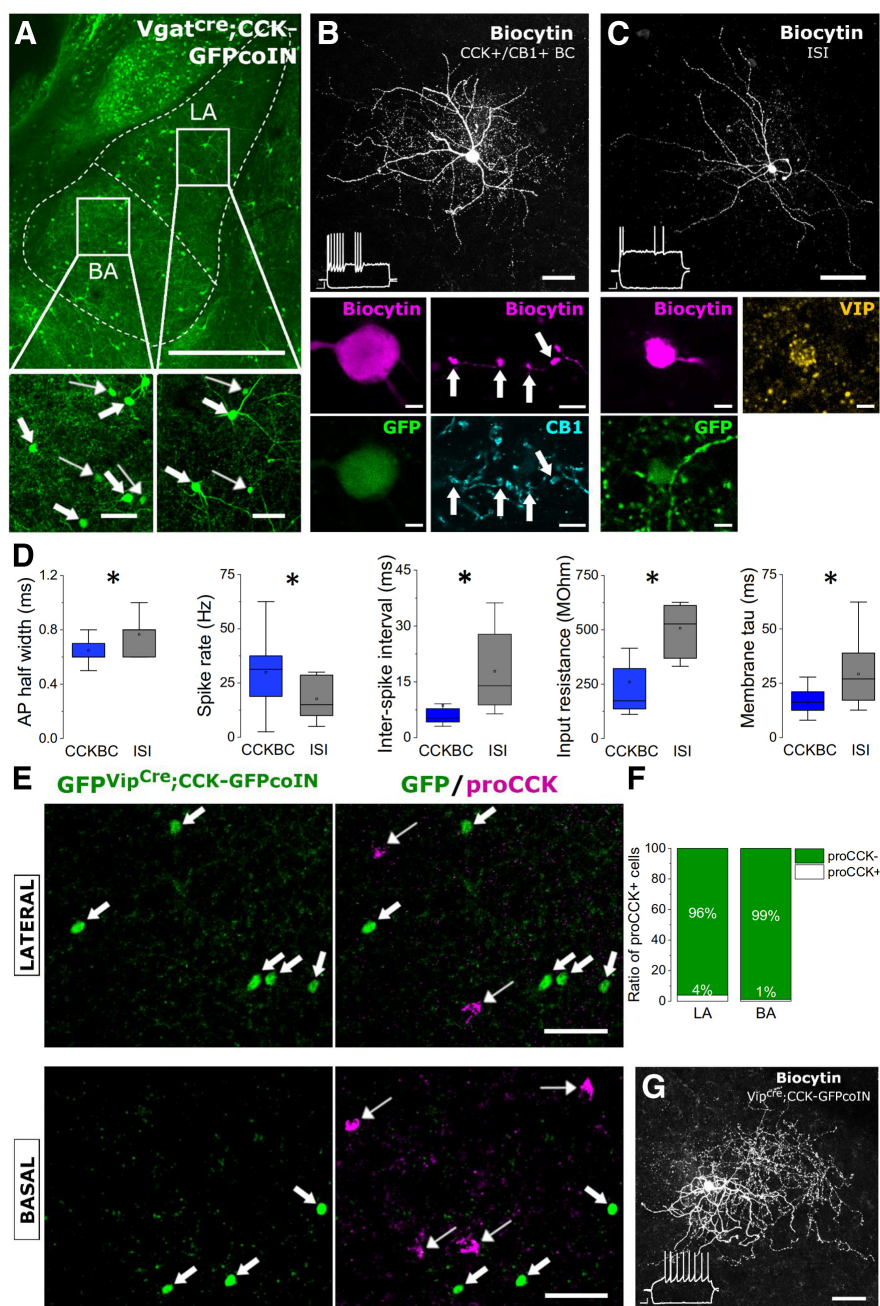 A
Vgatcre;CCK-
GFPcoIN
LA
BA
B
Biocytin
CCK+/CB1+ BC
Biocytin
Biocytin
GFP
CB1
C
Biocytin
ISI
Biocytin
VIP
GFP
D
AP half width (ms)
1.2
0.8
0.4
0.0
*
CCKBC ISI
Spike rate (Hz)
75
50
25
0
*
CCKBC ISI
Inter-spike interval (ms)
45
30
15
0
*
CCKBC ISI
Input resistance (MOhm)
750
500
250
0
*
CCKBC ISI
Membrane tau (ms)
75
50
25
0
*
CCKBC ISI
E
GFPVipCre;CCK-GFPcoIN
GFP/proCCK
LATERAL
BASAL
F
Ratio of proCCK+ cells
100
80
60
40
20
0
96%
4%
99%
1%
LA BA
proCCK-
proCCK+
G
Biocytin
Vipcre;CCK-GFPcoIN